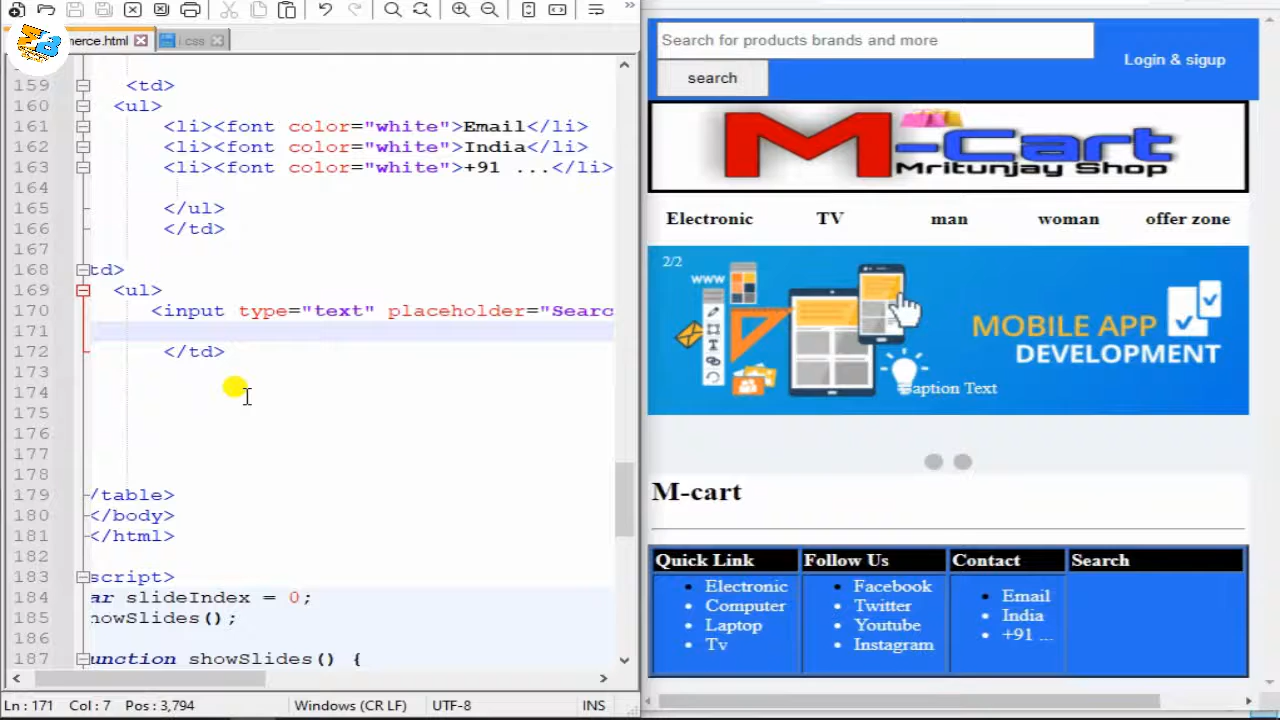 merce.html
i.css
159 <td>
160 <ul>
161 <li><font color="white">Email</li>
162 <li><font color="white">India</li>
163 <li><font color="white">+91 ...</li>
164
165 </ul>
166 </td>
167
168 td>
169 <ul>
170 <input type="text" placeholder="Searc
171
172 </td>
173
174
175
176
177
178
179 /table>
180 </body>
181 </html>
182
183 script>
184 ar slideIndex = 0;
185 howSlides();
186
187 unction showSlides() {
Ln : 171 Col : 7 Pos : 3,794 Windows (CR LF) UTF-8 INS
Search for products brands and more
Login & sigup
search
M-Cart
Mritunjay Shop
Electronic TV man woman offer zone
2/2
WWW
MOBILE APP
DEVELOPMENT
Caption Text
M-cart
Quick Link Follow Us Contact Search
Electronic Facebook Email
Computer Twitter India
Laptop Youtube +91 ...
Tv Instagram